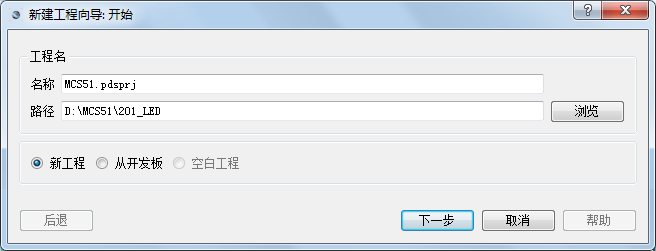 新建工程向导: 开始
工程名
名称 MCS51.pdsprj
路径 D:\MCS51\201_LED 浏览
新工程 从开发板 空白工程
后退 下一步 取消 帮助